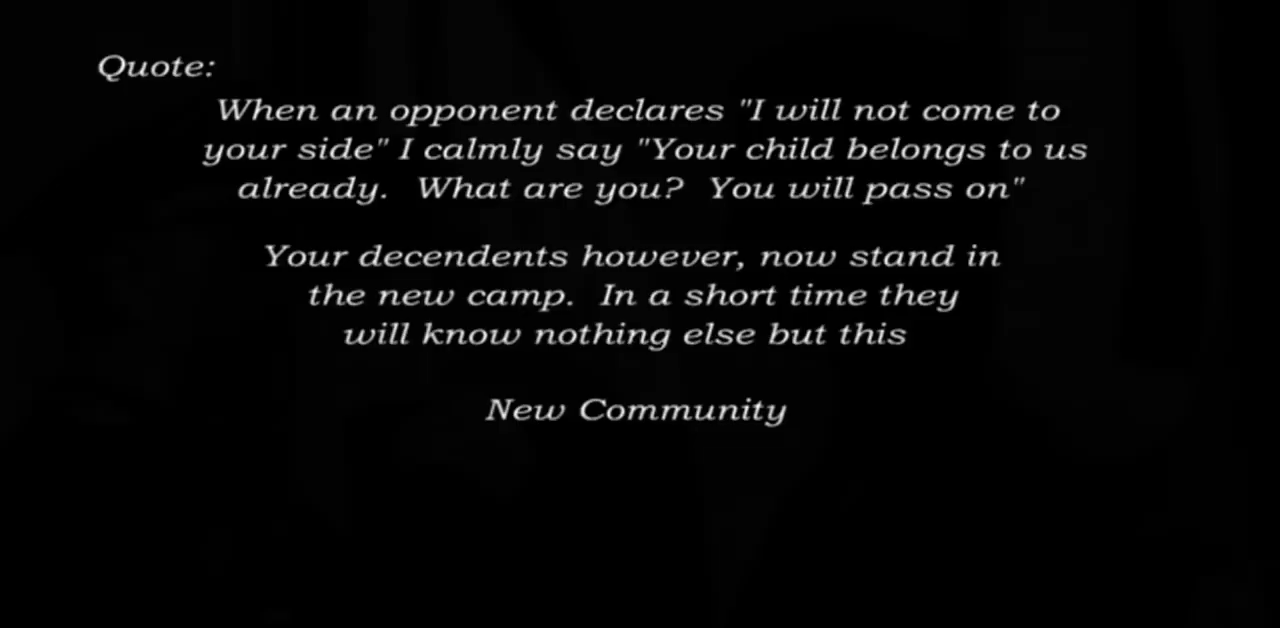 Quote:
When an opponent declares "I will not come to
your side" I calmly say "Your child belongs to us
already.  What are you?  You will pass on"
Your decendents however, now stand in
the new camp.  In a short time they
will know nothing else but this
New Community